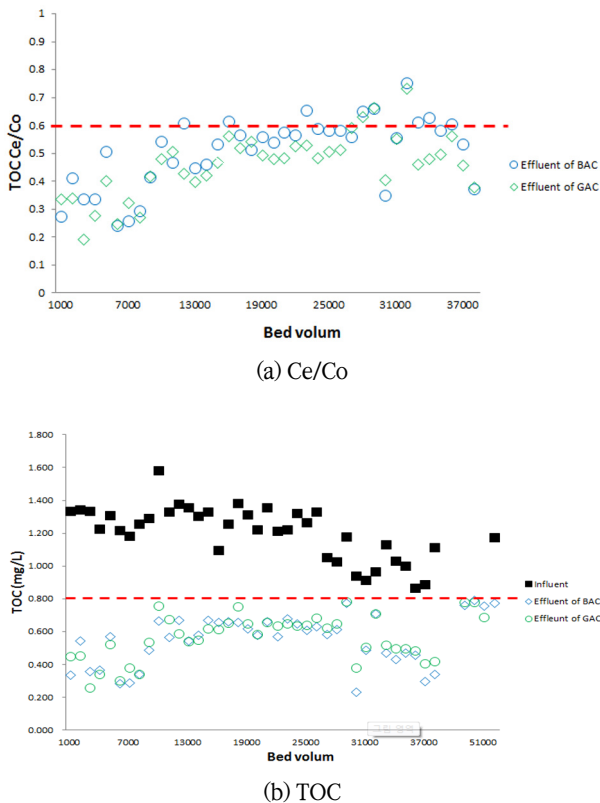 1
0.9
0.8
0.7
0.6
0.5
0.4
0.3
0.2
0.1
0
TOC Ce/Co
1000 7000 13000 19000 25000 31000 37000
Bed volum
Effluent of BAC
Effluent of GAC
(a) Ce/Co
1.800
1.600
1.400
1.200
1.000
0.800
0.600
0.400
0.200
0.000
TOC (mg/L)
1000 7000 13000 19000 25000 31000 37000 51000
Bed volum
Influent
Effluent of BAC
Effleunt of GAC
그림 영역
(b) TOC